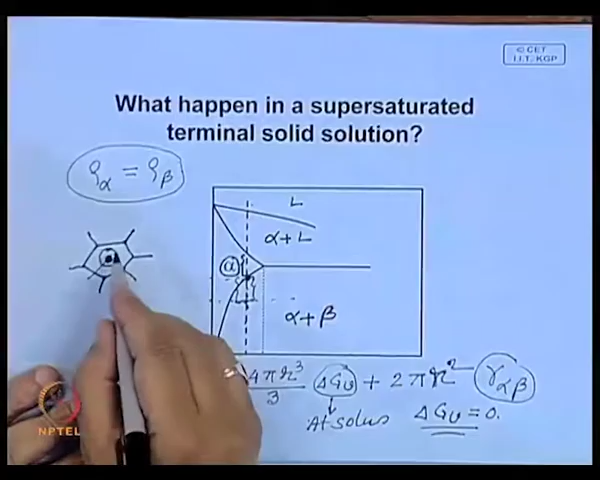 © CET
I.I.T. KGP
What happen in a supersaturated
terminal solid solution?
ρα = ρβ
L
α + L
α
α + β
4πr³/3 ΔGv + 2πr² γαβ
At solvus ΔGv = 0.
NPTEL